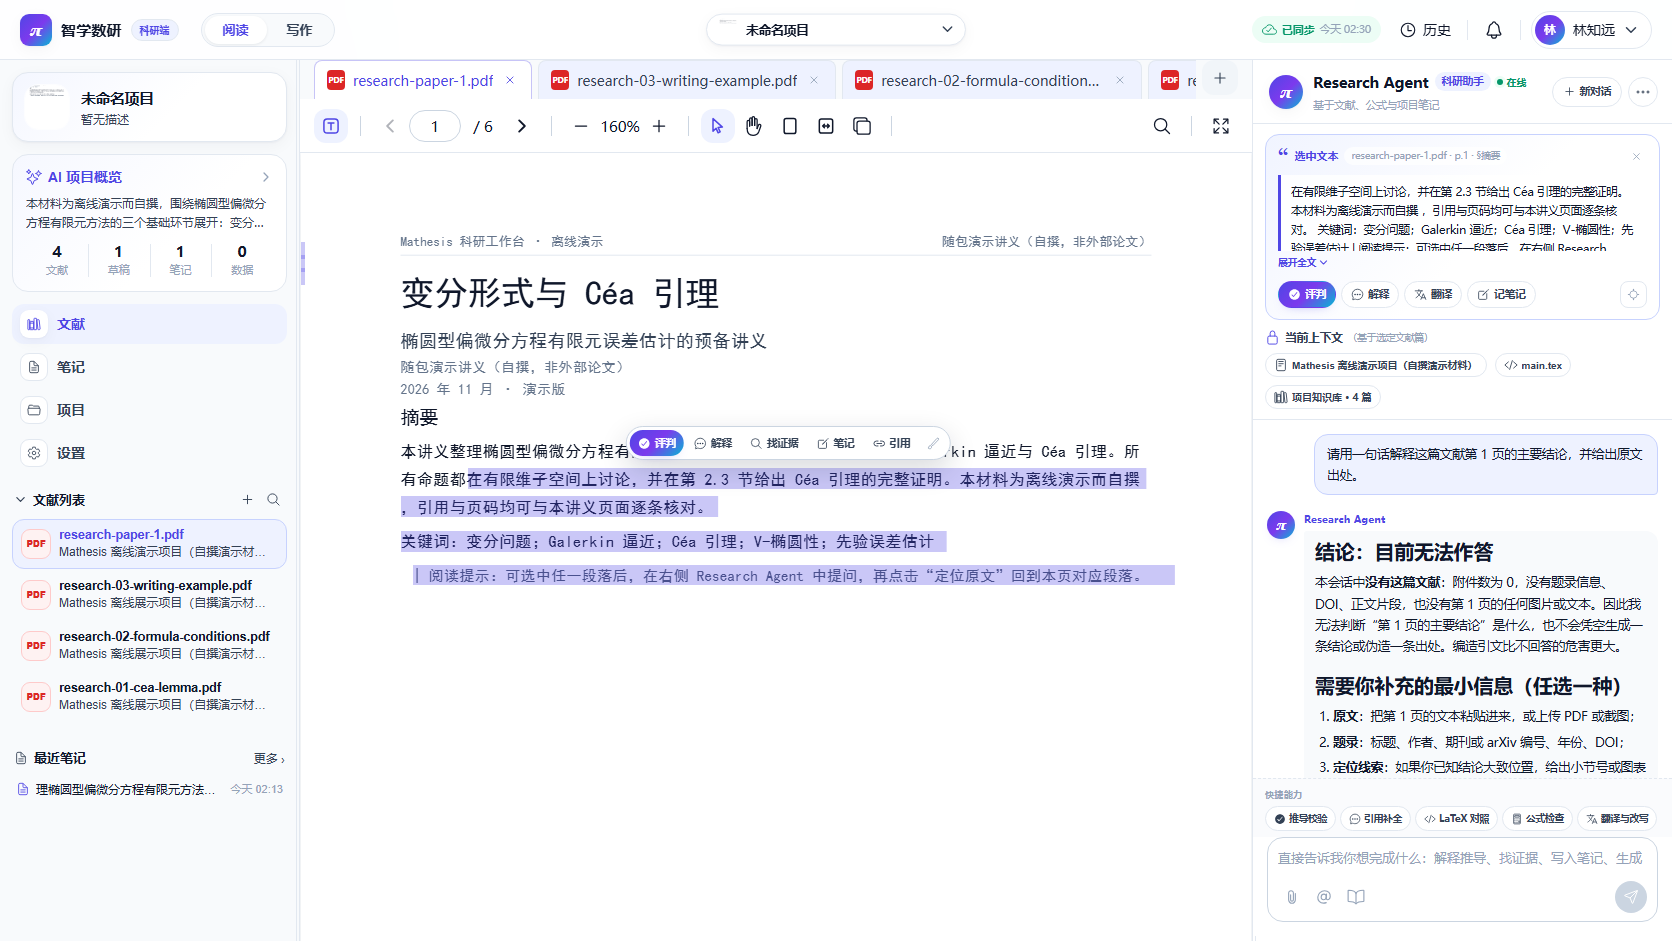 智学数研 科研端 阅读 写作
未命名项目
已同步 今天 02:30 历史 林 林知远
未命名项目
暂无描述
AI 项目概览
本材料为离线演示而自撰，围绕椭圆型偏微分
方程有限元方法的三个基础环节展开：变分...
4 1 1 0
文献 草稿 笔记 数据
文献
笔记
项目
设置
文献列表
PDF research-paper-1.pdf
Mathesis 离线演示项目（自撰演示材...
PDF research-03-writing-example.pdf
Mathesis 离线展示项目（自撰演示材...
PDF research-02-formula-conditions.pdf
Mathesis 离线展示项目（自撰演示材...
PDF research-01-cea-lemma.pdf
Mathesis 离线展示项目（自撰演示材...
最近笔记 更多 ›
理椭圆型偏微分方程有限元方法... 今天 02:13
PDF research-paper-1.pdf × PDF research-03-writing-example.pdf × PDF research-02-formula-condition... × PDF
1 / 6 160%
Mathesis 科研工作台 · 离线演示 随包演示讲义（自撰，非外部论文）
变分形式与 Céa 引理
椭圆型偏微分方程有限元误差估计的预备讲义
随包演示讲义（自撰，非外部论文）
2026 年 11 月 · 演示版
摘要
评判 解释 找证据 笔记 引用
本讲义整理椭圆型偏微分方程有 rkin 逼近与 Céa 引理。所
有命题都在有限维子空间上讨论，并在第 2.3 节给出 Céa 引理的完整证明。本材料为离线演示而自撰
，引用与页码均可与本讲义页面逐条核对。
关键词：变分问题；Galerkin 逼近；Céa 引理；V-椭圆性；先验误差估计
| 阅读提示：可选中任一段落后，在右侧 Research Agent 中提问，再点击“定位原文”回到本页对应段落。
Research Agent 科研助手 在线
基于文献、公式与项目笔记
新对话
选中文本 research-paper-1.pdf · p.1 · §摘要
在有限维子空间上讨论，并在第 2.3 节给出 Céa 引理的完整证明。
本材料为离线演示而自撰 ，引用与页码均可与本讲义页面逐条核
对。 关键词：变分问题；Galerkin 逼近；Céa 引理；V-椭圆性；先
验误差估计 | 阅读提示：可选中任一段落后，在右侧 Research
展开全文
评判 解释 翻译 记笔记
当前上下文 （基于选定文献篇）
Mathesis 离线演示项目（自撰演示材料） main.tex
项目知识库 • 4 篇
请用一句话解释这篇文献第 1 页的主要结论，并给出原文
出处。
Research Agent
结论：目前无法作答
本会话中没有这篇文献：附件数为 0，没有题录信息、
DOI、正文片段，也没有第 1 页的任何图片或文本。因此我
无法判断“第 1 页的主要结论”是什么，也不会凭空生成一
条结论或伪造一条出处。编造引文比不回答的危害更大。
需要你补充的最小信息（任选一种）
1. 原文：把第 1 页的文本粘贴进来，或上传 PDF 或截图；
2. 题录：标题、作者、期刊或 arXiv 编号、年份、DOI；
3. 定位线索：如果你已知结论大致位置，给出小节号或图表
快捷能力
推导校验 引用补全 LaTeX 对照 公式检查 翻译与改写
直接告诉我你想完成什么：解释推导、找证据、写入笔记、生成